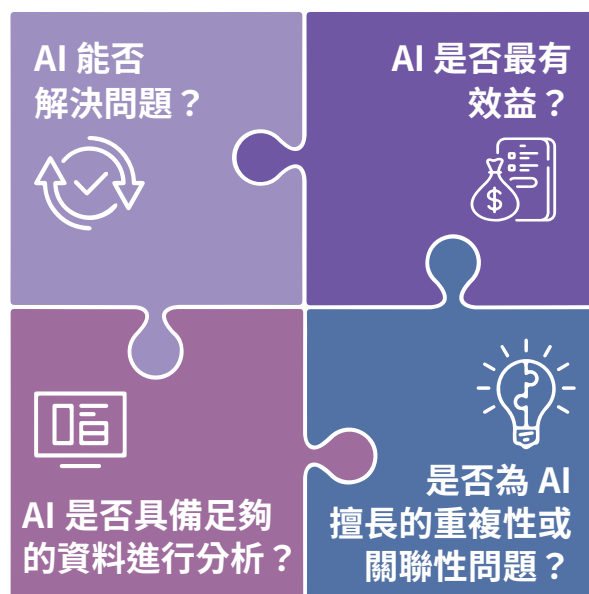 AI 能否
解決問題？
AI 是否最有
效益？
$
AI 是否具備足夠
的資料進行分析？
是否為 AI
擅長的重複性或
關聯性問題？